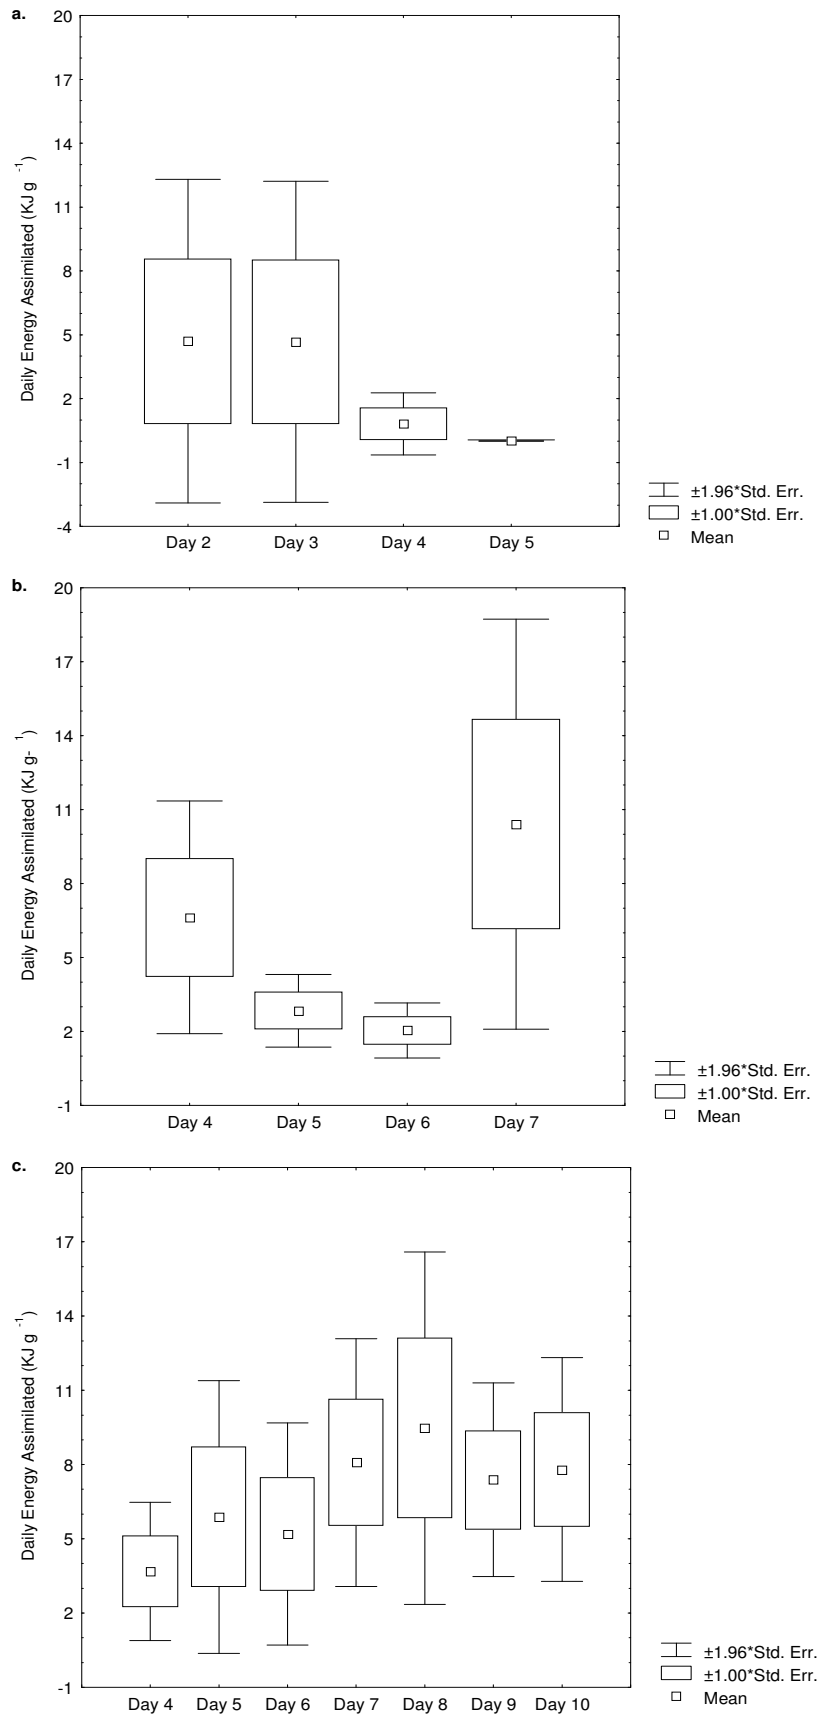 a.
20
17
14
11
8
5
2
-1
-4
Daily Energy Assimilated (KJ g -1)
Day 2 Day 3 Day 4 Day 5
±1.96*Std. Err.
±1.00*Std. Err.
Mean
b.
20
17
14
11
8
5
2
-1
Daily Energy Assimilated (KJ g- 1)
Day 4 Day 5 Day 6 Day 7
±1.96*Std. Err.
±1.00*Std. Err.
Mean
c.
20
17
14
11
8
5
2
-1
Daily Energy Assimilated (KJ g -1)
Day 4 Day 5 Day 6 Day 7 Day 8 Day 9 Day 10
±1.96*Std. Err.
±1.00*Std. Err.
Mean